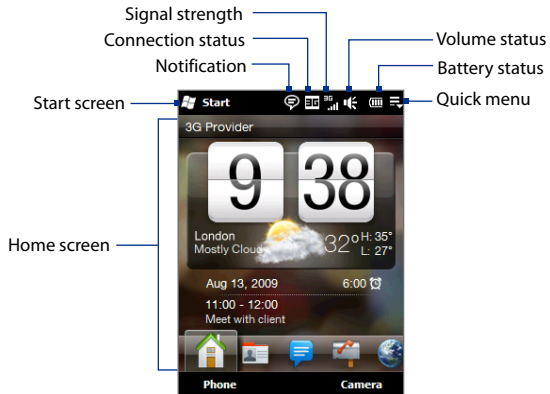 Signal strength
Connection status
Notification
Volume status
Battery status
Quick menu
Start screen
Start
3G
3G
3G Provider
9 38
Home screen
London
Mostly Cloudy
32° H: 35°
L: 27°
Aug 13, 2009 6:00
11:00 - 12:00
Meet with client
Phone Camera